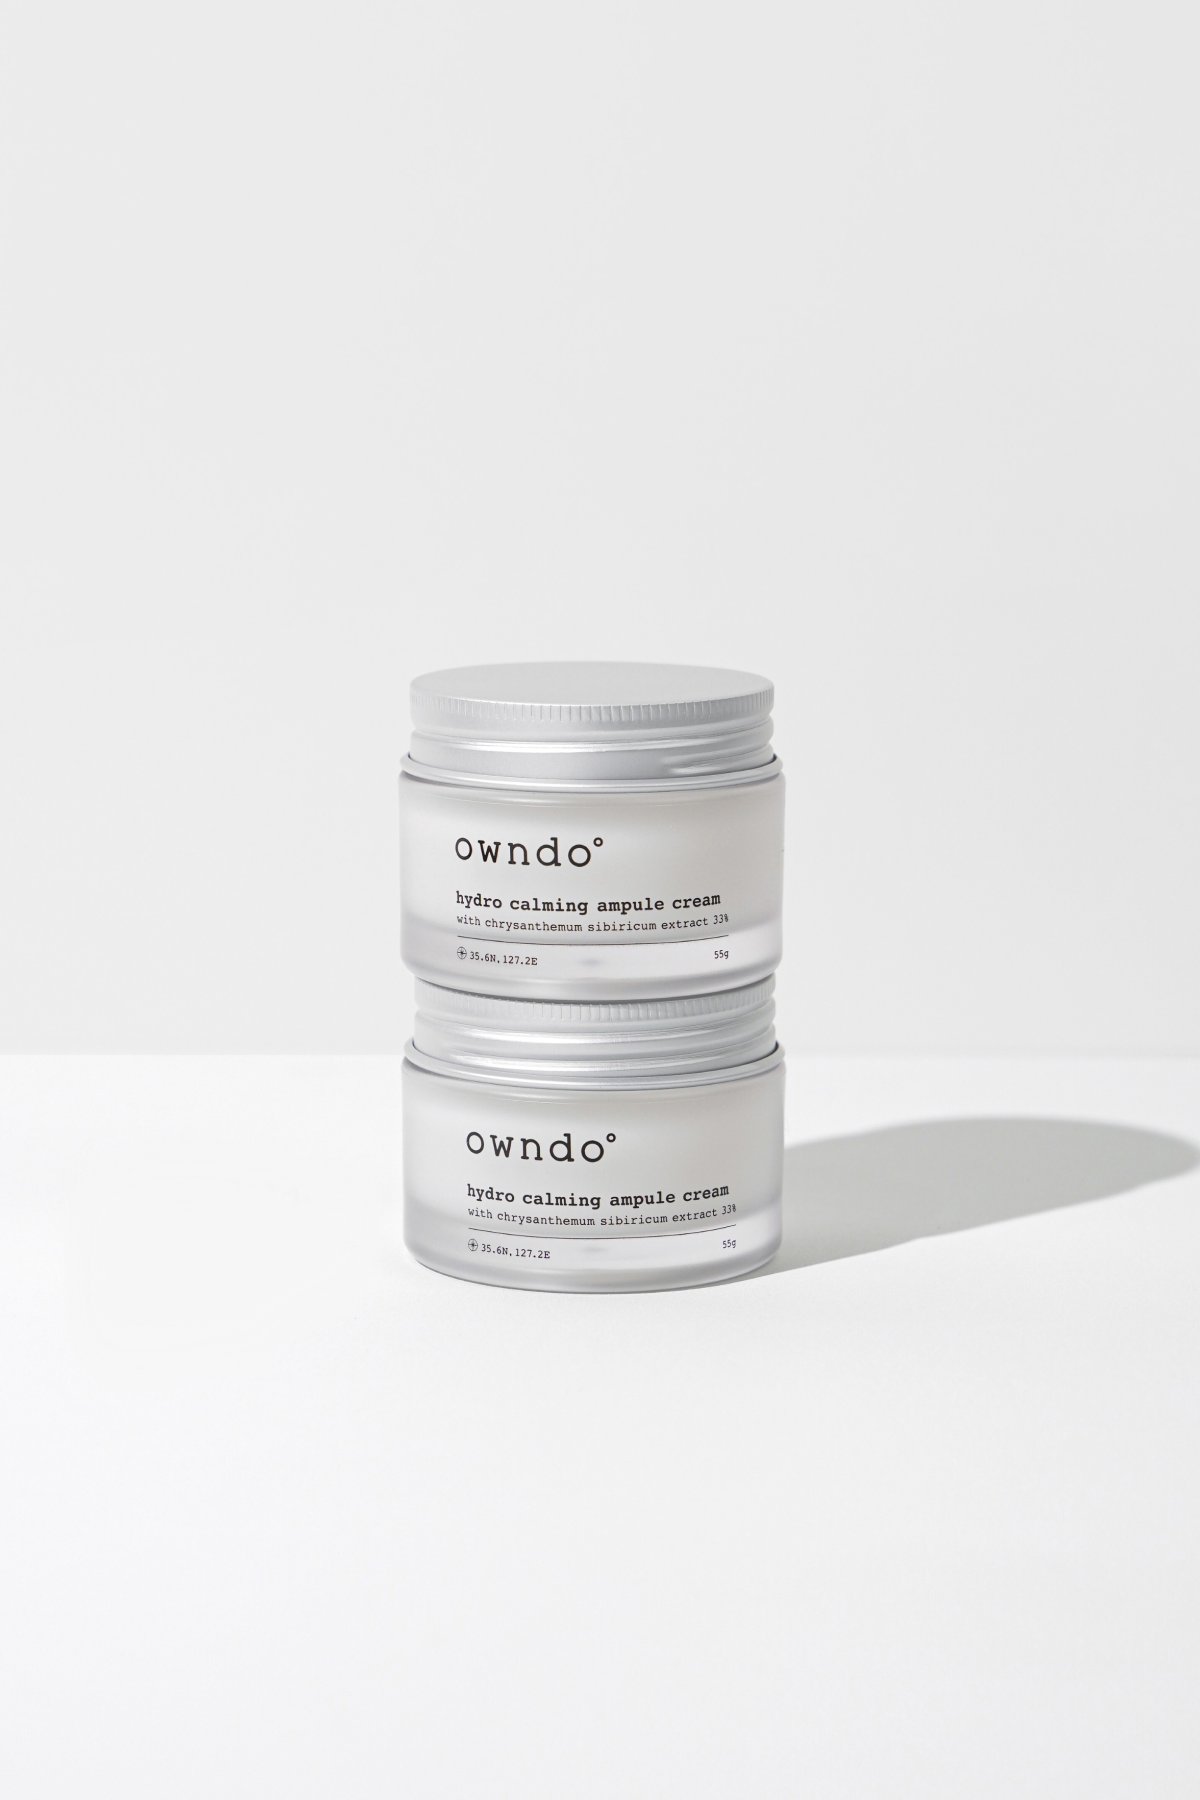 owndo°
hydro calming ampule cream
with chrysanthemum sibiricum extract 33%
35.6N, 127.2E 55g
owndo°
hydro calming ampule cream
with chrysanthemum sibiricum extract 33%
35.6N, 127.2E 55g